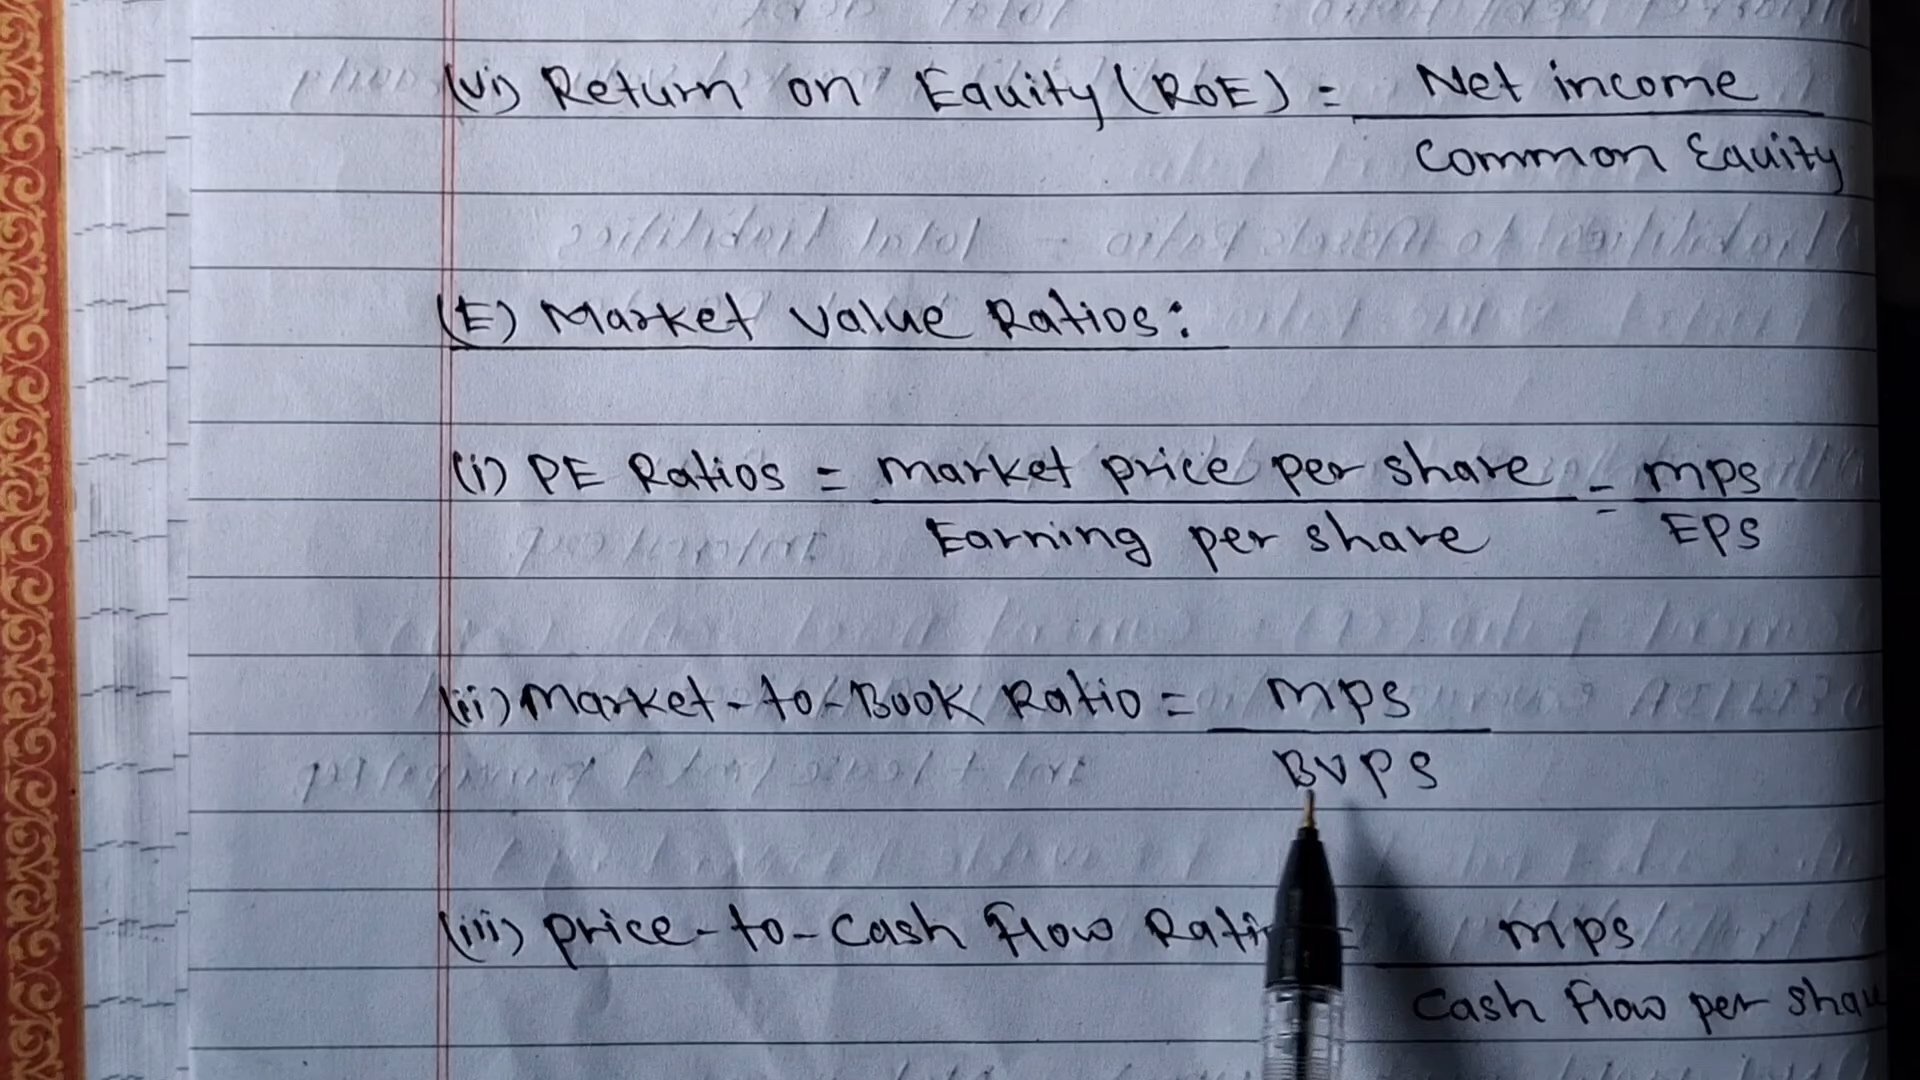 (vi) Return on Equity (ROE) = Net income
Common Equity
(E) Market Value Ratios:
(i) PE Ratios = market price per share = mps
Earning per share EPS
(ii) Market-to-Book Ratio = mps
BVPS
(iii) price-to-cash flow Rati = mps
cash flow per sha